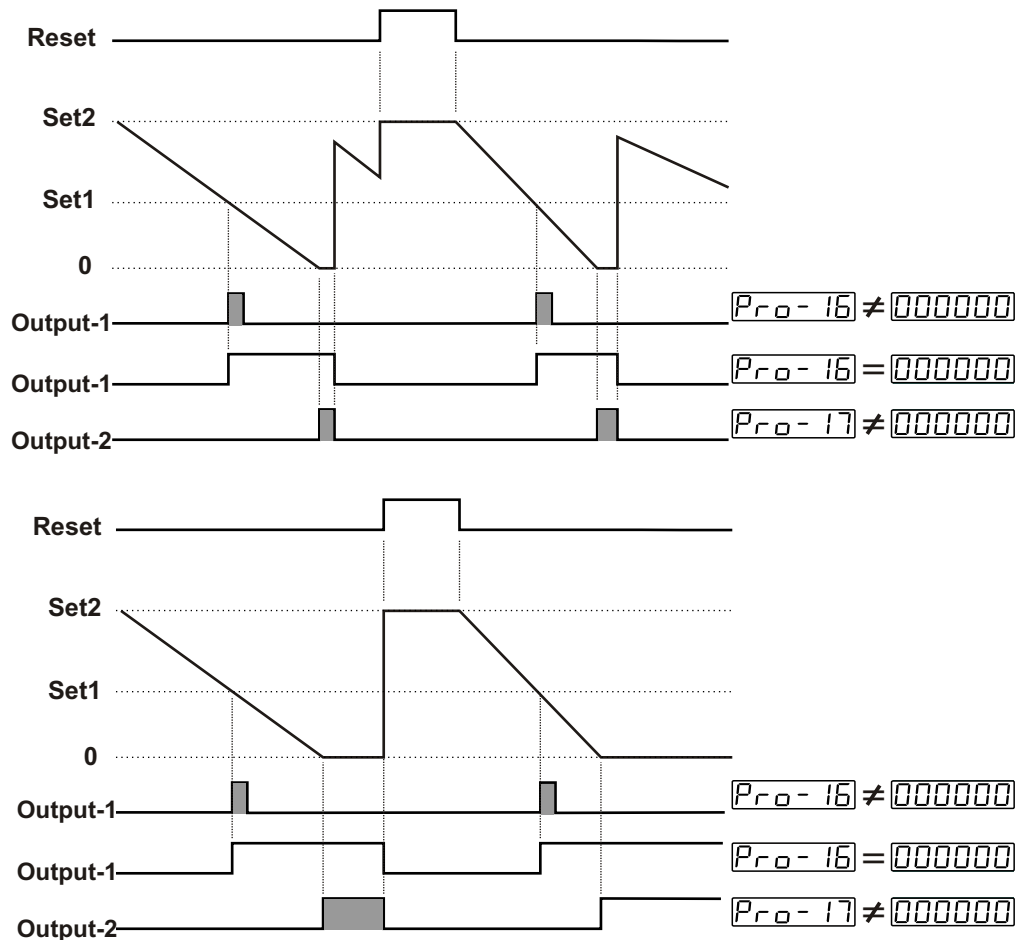 Reset
Set2
Set1
0
Output-1 Pro-16 ≠ 000000
Output-1 Pro-16 = 000000
Output-2 Pro-17 ≠ 000000
Reset
Set2
Set1
0
Output-1 Pro-16 ≠ 000000
Output-1 Pro-16 = 000000
Output-2 Pro-17 ≠ 000000